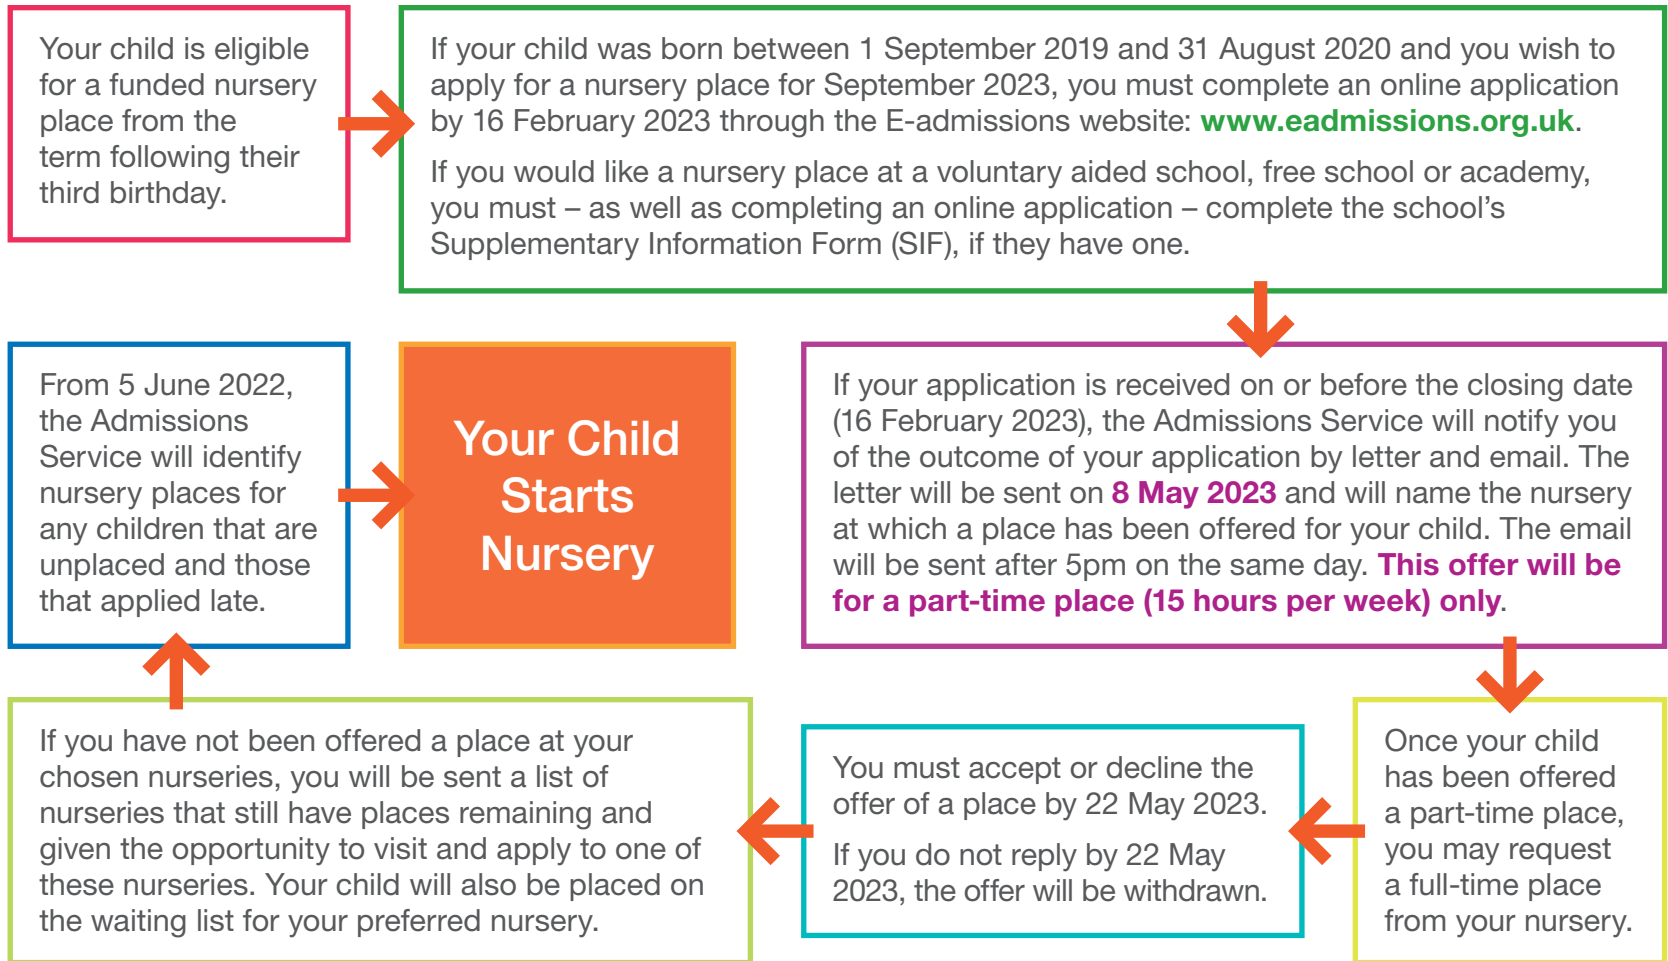 Your child is eligible
for a funded nursery
place from the
term following their
third birthday.
If your child was born between 1 September 2019 and 31 August 2020 and you wish to
apply for a nursery place for September 2023, you must complete an online application
by 16 February 2023 through the E-admissions website: www.eadmissions.org.uk.
If you would like a nursery place at a voluntary aided school, free school or academy,
you must – as well as completing an online application – complete the school’s
Supplementary Information Form (SIF), if they have one.
If your application is received on or before the closing date
(16 February 2023), the Admissions Service will notify you
of the outcome of your application by letter and email. The
letter will be sent on 8 May 2023 and will name the nursery
at which a place has been offered for your child. The email
will be sent after 5pm on the same day. This offer will be
for a part-time place (15 hours per week) only.
Once your child
has been offered
a part-time place,
you may request
a full-time place
from your nursery.
You must accept or decline the
offer of a place by 22 May 2023.
If you do not reply by 22 May
2023, the offer will be withdrawn.
If you have not been offered a place at your
chosen nurseries, you will be sent a list of
nurseries that still have places remaining and
given the opportunity to visit and apply to one of
these nurseries. Your child will also be placed on
the waiting list for your preferred nursery.
From 5 June 2022,
the Admissions
Service will identify
nursery places for
any children that are
unplaced and those
that applied late.
Your Child
Starts
Nursery